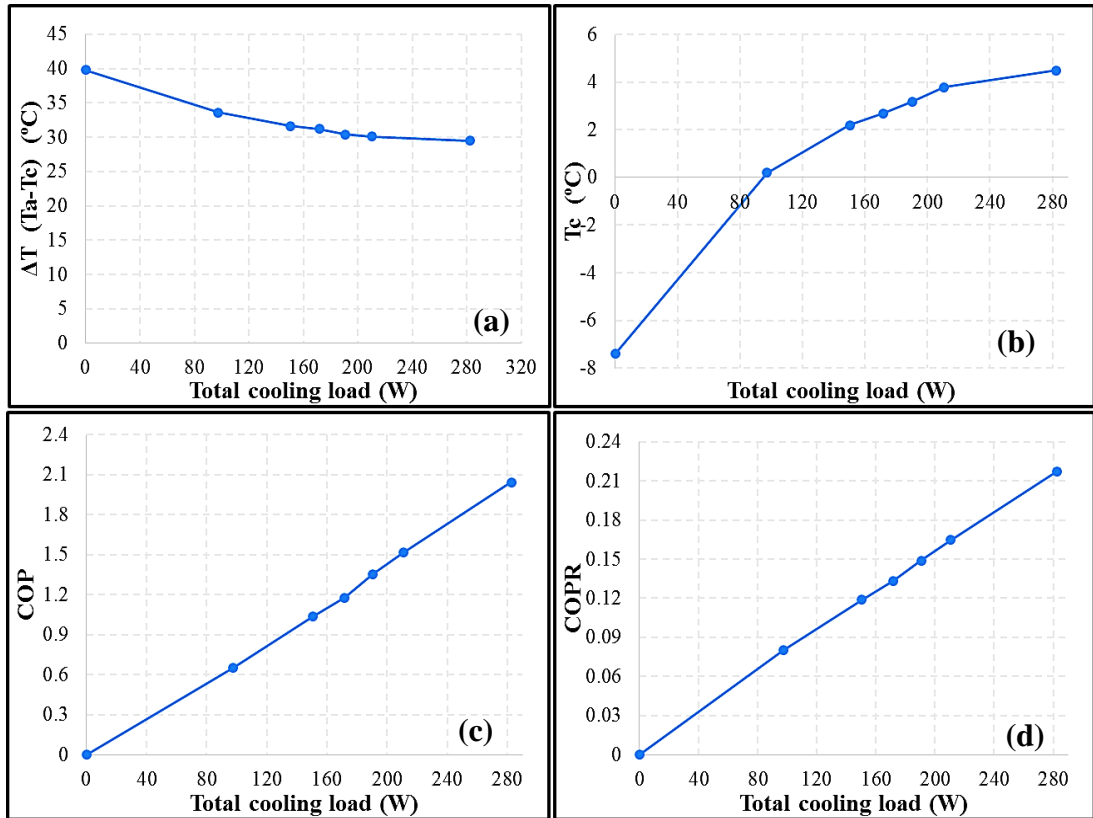 45
40
35
30
25
20
15
10
5
0
ΔT (Ta-Tc) (ºC)
(a)
0 40 80 120 160 200 240 280 320
Total cooling load (W)
6
4
2
0
-2
-4
-6
-8
Tc (ºC)
0 40 80 120 160 200 240 280
(b)
Total cooling load (W)
2.4
2.1
1.8
1.5
1.2
0.9
0.6
0.3
0
COP
(c)
0 40 80 120 160 200 240 280
Total cooling load (W)
0.24
0.21
0.18
0.15
0.12
0.09
0.06
0.03
0
COPR
(d)
0 40 80 120 160 200 240 280
Total cooling load (W)